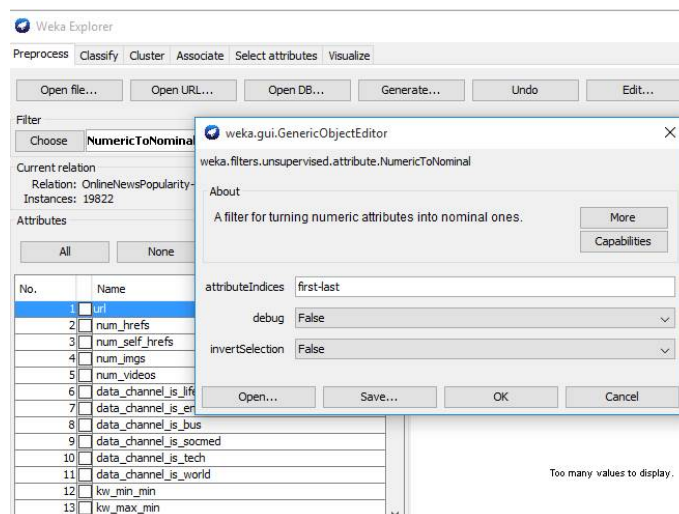 Weka Explorer
Preprocess Classify Cluster Associate Select attributes Visualize
Open file... Open URL... Open DB... Generate... Undo Edit...
Filter
Choose NumericToNominal
weka.gui.GenericObjectEditor
weka.filters.unsupervised.attribute.NumericToNominal
About
A filter for turning numeric attributes into nominal ones.
More
Capabilities
attributeIndices first-last
debug False
invertSelection False
Open... Save... OK Cancel
Current relation
Relation: OnlineNewsPopularity-
Instances: 19822
Attributes
All None
No. Name
1 url
2 num_hrefs
3 num_self_hrefs
4 num_imgs
5 num_videos
6 data_channel_is_life
7 data_channel_is_en
8 data_channel_is_bus
9 data_channel_is_socmed
10 data_channel_is_tech
11 data_channel_is_world
12 kw_min_min
13 kw_max_min
Too many values to display.